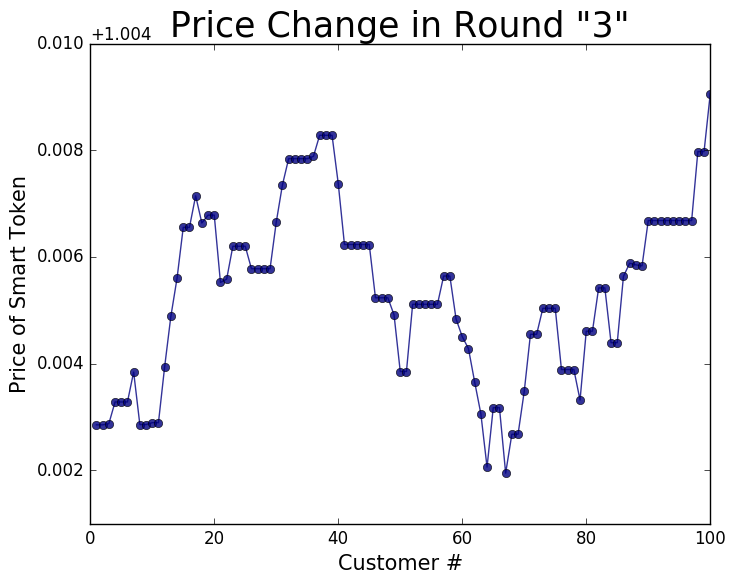 Price Change in Round "3"
+1.004
0.010
0.008
0.006
0.004
0.002
Price of Smart Token
0 20 40 60 80 100
Customer #